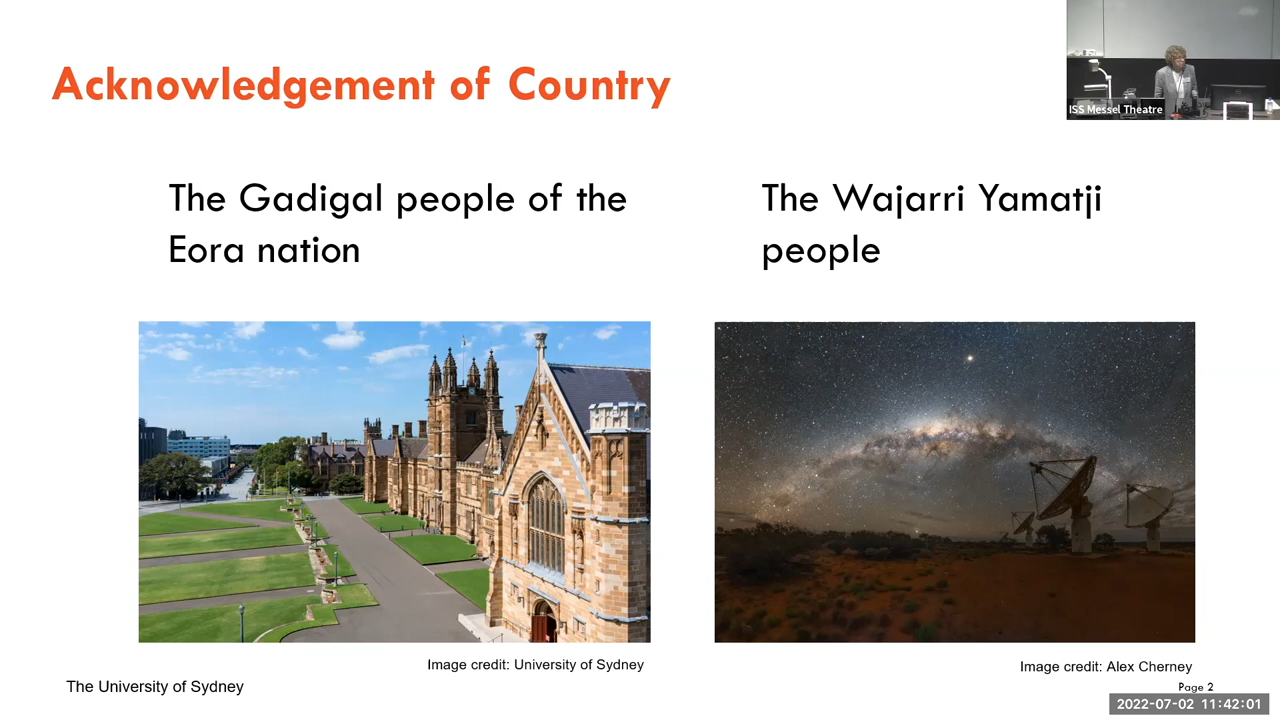 Acknowledgement of Country
ISS Messel Theatre
The Gadigal people of the
Eora nation
The Wajarri Yamatji
people
Image credit: University of Sydney
Image credit: Alex Cherney
The University of Sydney
Page 2
2022-07-02 11:42:01